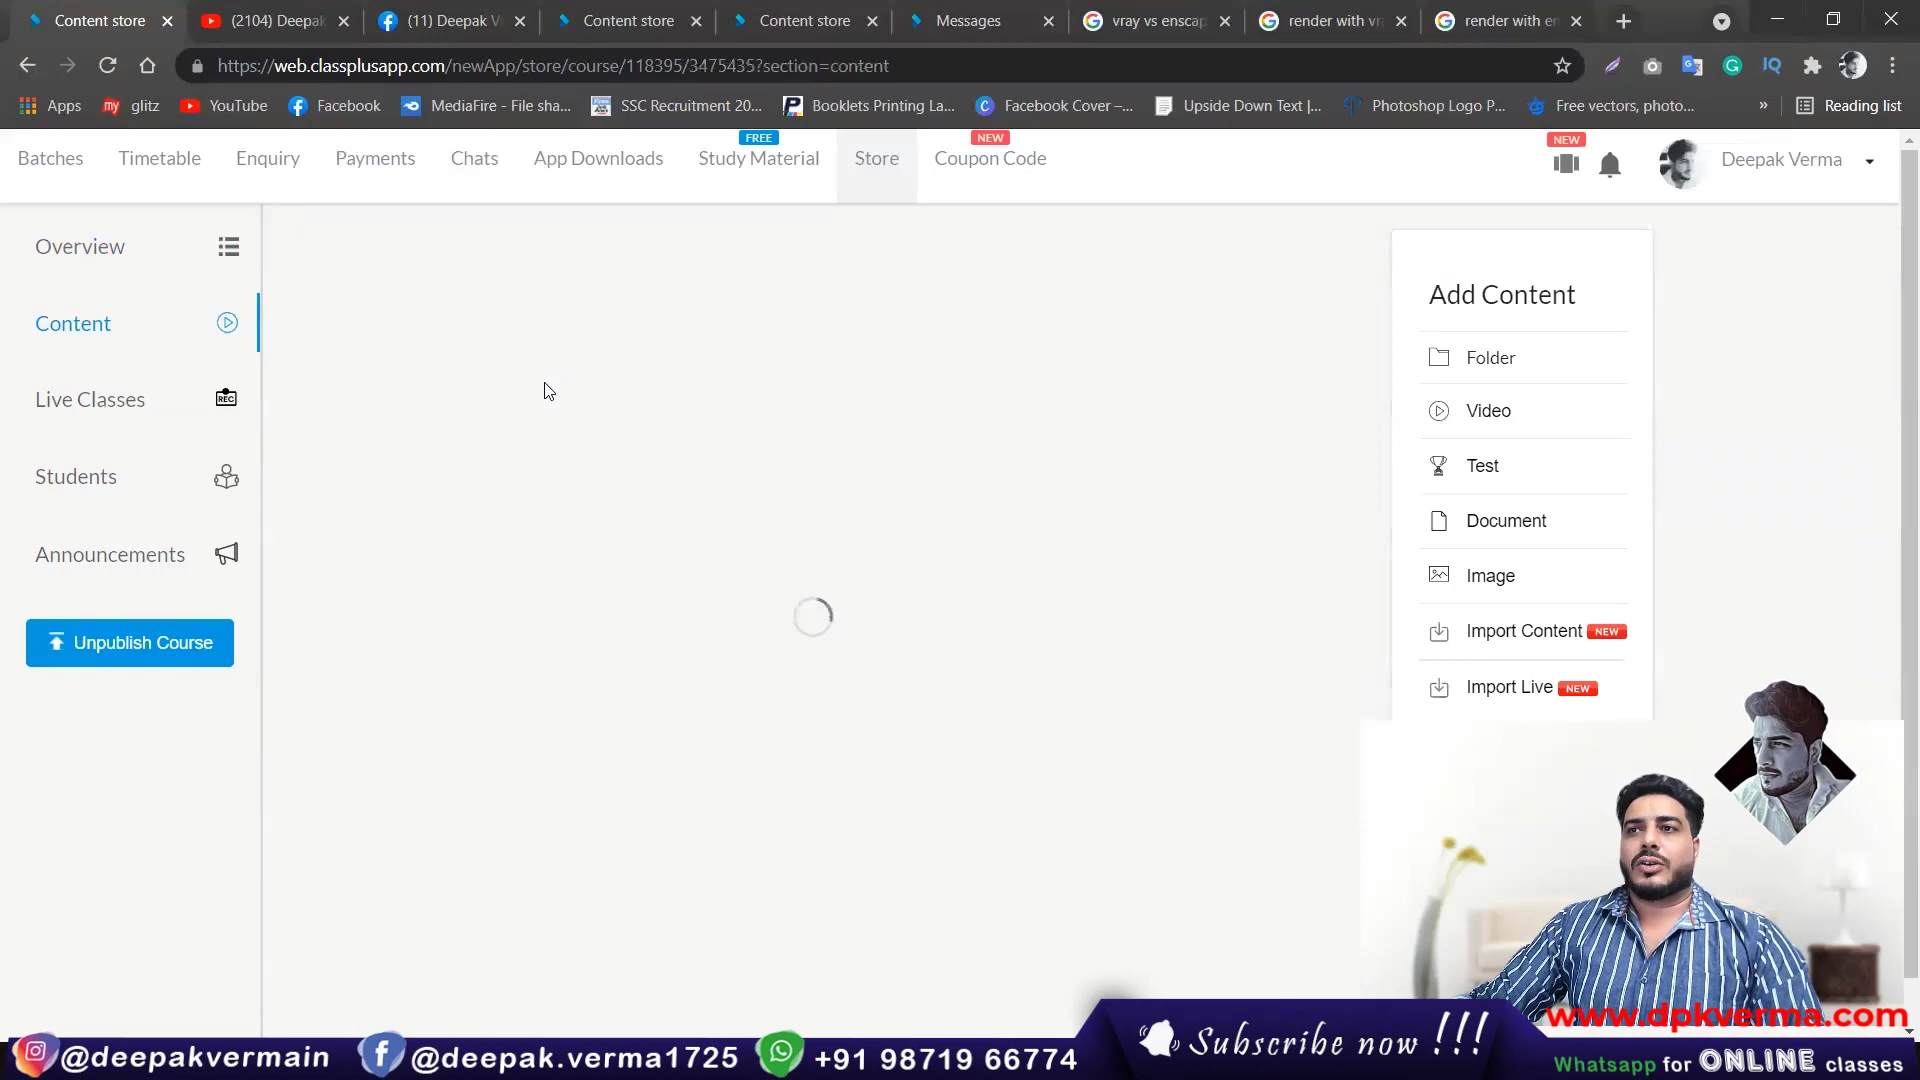 Content store
(2104) Deepak
(11) Deepak V
Content store
Content store
Messages
vray vs enscap
render with vr
render with en
https://web.classplusapp.com/newApp/store/course/118395/3475435?section=content
Apps
my glitz
YouTube
Facebook
MediaFire - File sha...
SSC Recruitment 20...
Booklets Printing La...
Facebook Cover –...
Upside Down Text |...
Photoshop Logo P...
Free vectors, photo...
»
Reading list
Batches
Timetable
Enquiry
Payments
Chats
App Downloads
FREE
Study Material
Store
NEW
Coupon Code
NEW
Deepak Verma
Overview
Content
Live Classes
REC
Students
Announcements
Unpublish Course
Add Content
Folder
Video
Test
Document
Image
Import Content NEW
Import Live NEW
@deepakvermain
@deepak.verma1725
+91 98719 66774
Subscribe now !!!
www.dpkverma.com
Whatsapp for ONLINE classes